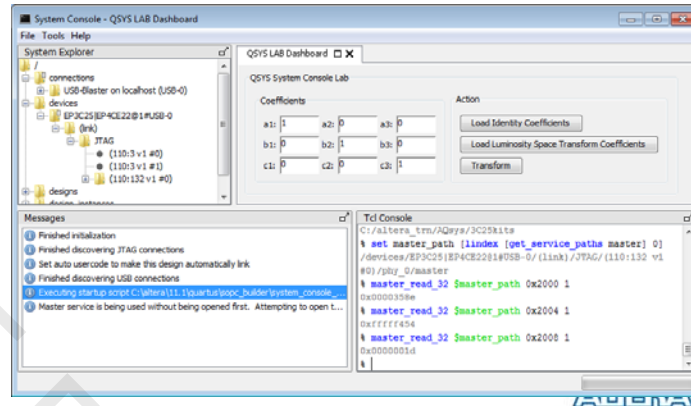 System Console - QSYS LAB Dashboard
File Tools Help
System Explorer
/
connections
USB-Blaster on localhost (USB-0)
devices
EP3C25|EP4CE22@1#USB-0
(link)
JTAG
(110:3 v1 #0)
(110:3 v1 #1)
(110:132 v1 #0)
designs
design_instances
QSYS LAB Dashboard
QSYS System Console Lab
Coefficients
a1: 1 a2: 0 a3: 0
b1: 0 b2: 1 b3: 0
c1: 0 c2: 0 c3: 1
Action
Load Identity Coefficients
Load Luminosity Space Transform Coefficients
Transform
Messages
Finished initialization
Finished discovering JTAG connections
Set auto usercode to make this design automatically link
Finished discovering USB connections
Executing startup script C:\altera\11.1\quartus\sopc_builder\system_console_...
Master service is being used without being opened first. Attempting to open t...
Tcl Console
C:/altera_trn/AQsys/3C25kits
% set master_path [lindex [get_service_paths master] 0]
/devices/EP3C25|EP4CE22@1#USB-0/(link)/JTAG/(110:132 v1
#0)/phy_0/master
% master_read_32 $master_path 0x2000 1
0x0000358e
% master_read_32 $master_path 0x2004 1
0xfffff454
% master_read_32 $master_path 0x2008 1
0x0000001d
%
ALTERA